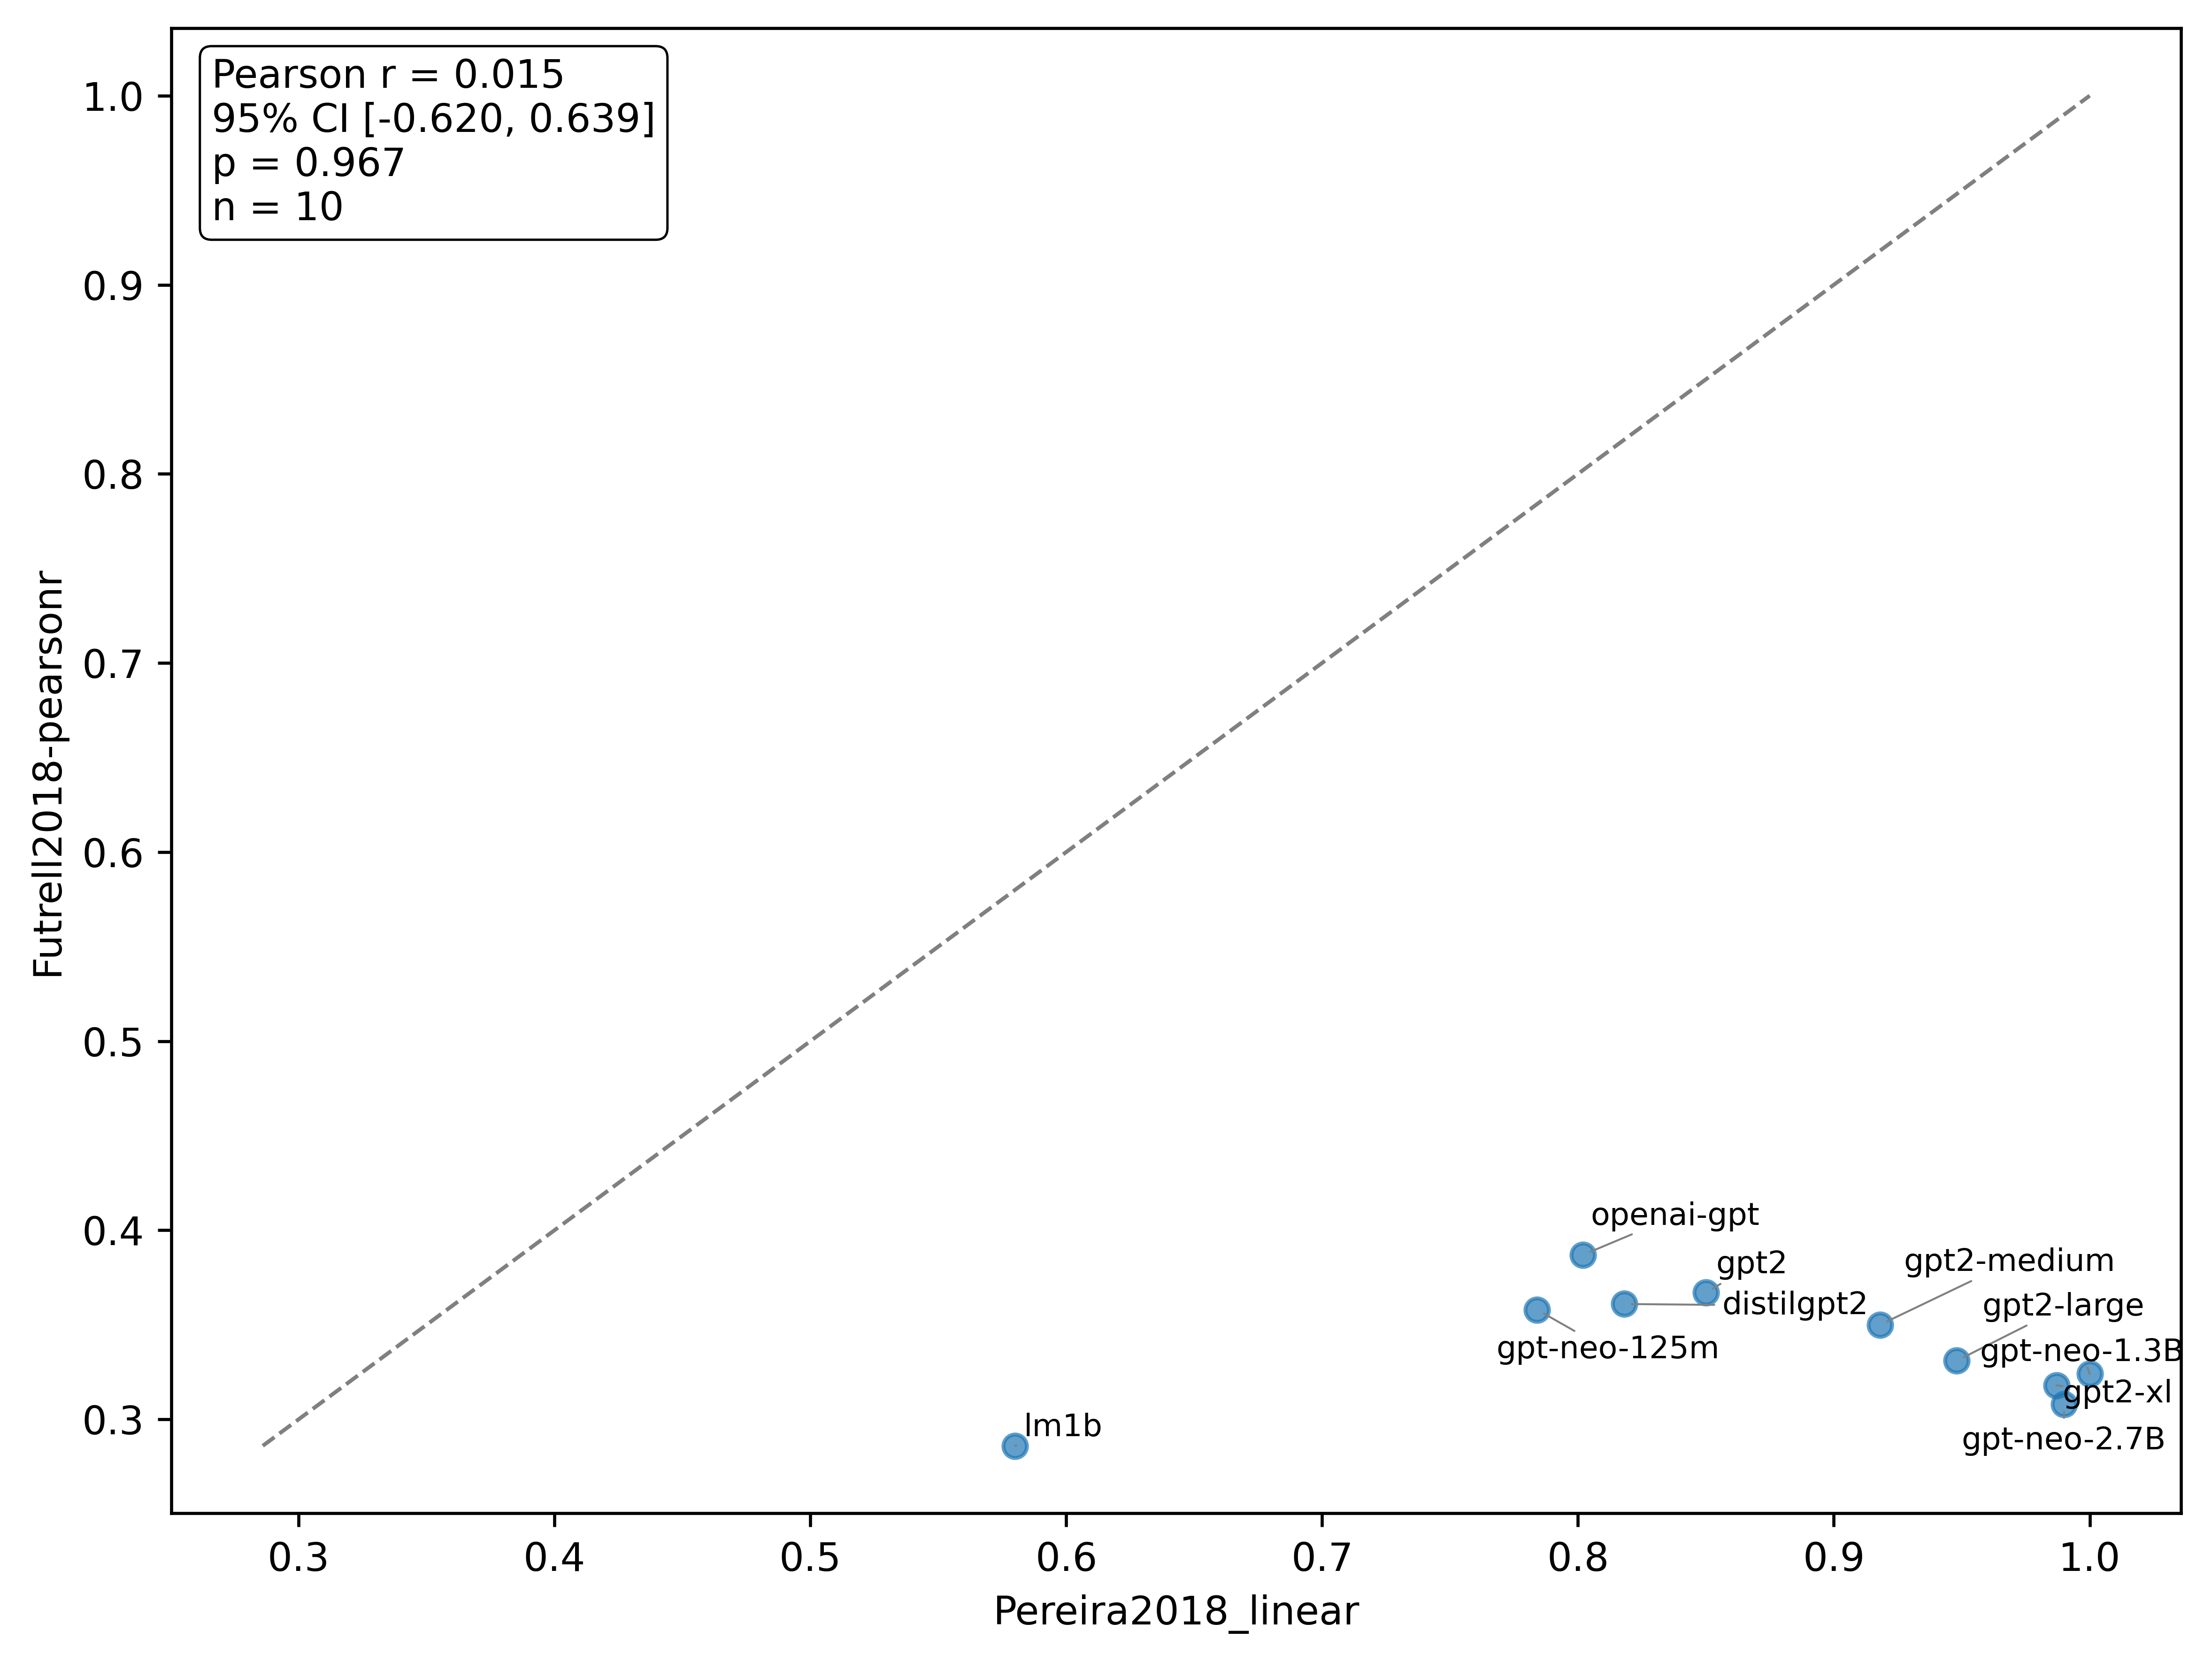 Pearson r = 0.015
95% CI [-0.620, 0.639]
p = 0.967
n = 10
1.0
0.9
0.8
0.7
0.6
0.5
0.4
0.3
Futrell2018-pearsonr
openai-gpt
gpt2
gpt2-medium
distilgpt2
gpt2-large
gpt-neo-125m
gpt-neo-1.3B
gpt2-xl
lm1b
gpt-neo-2.7B
0.3
0.4
0.5
0.6
0.7
0.8
0.9
1.0
Pereira2018_linear